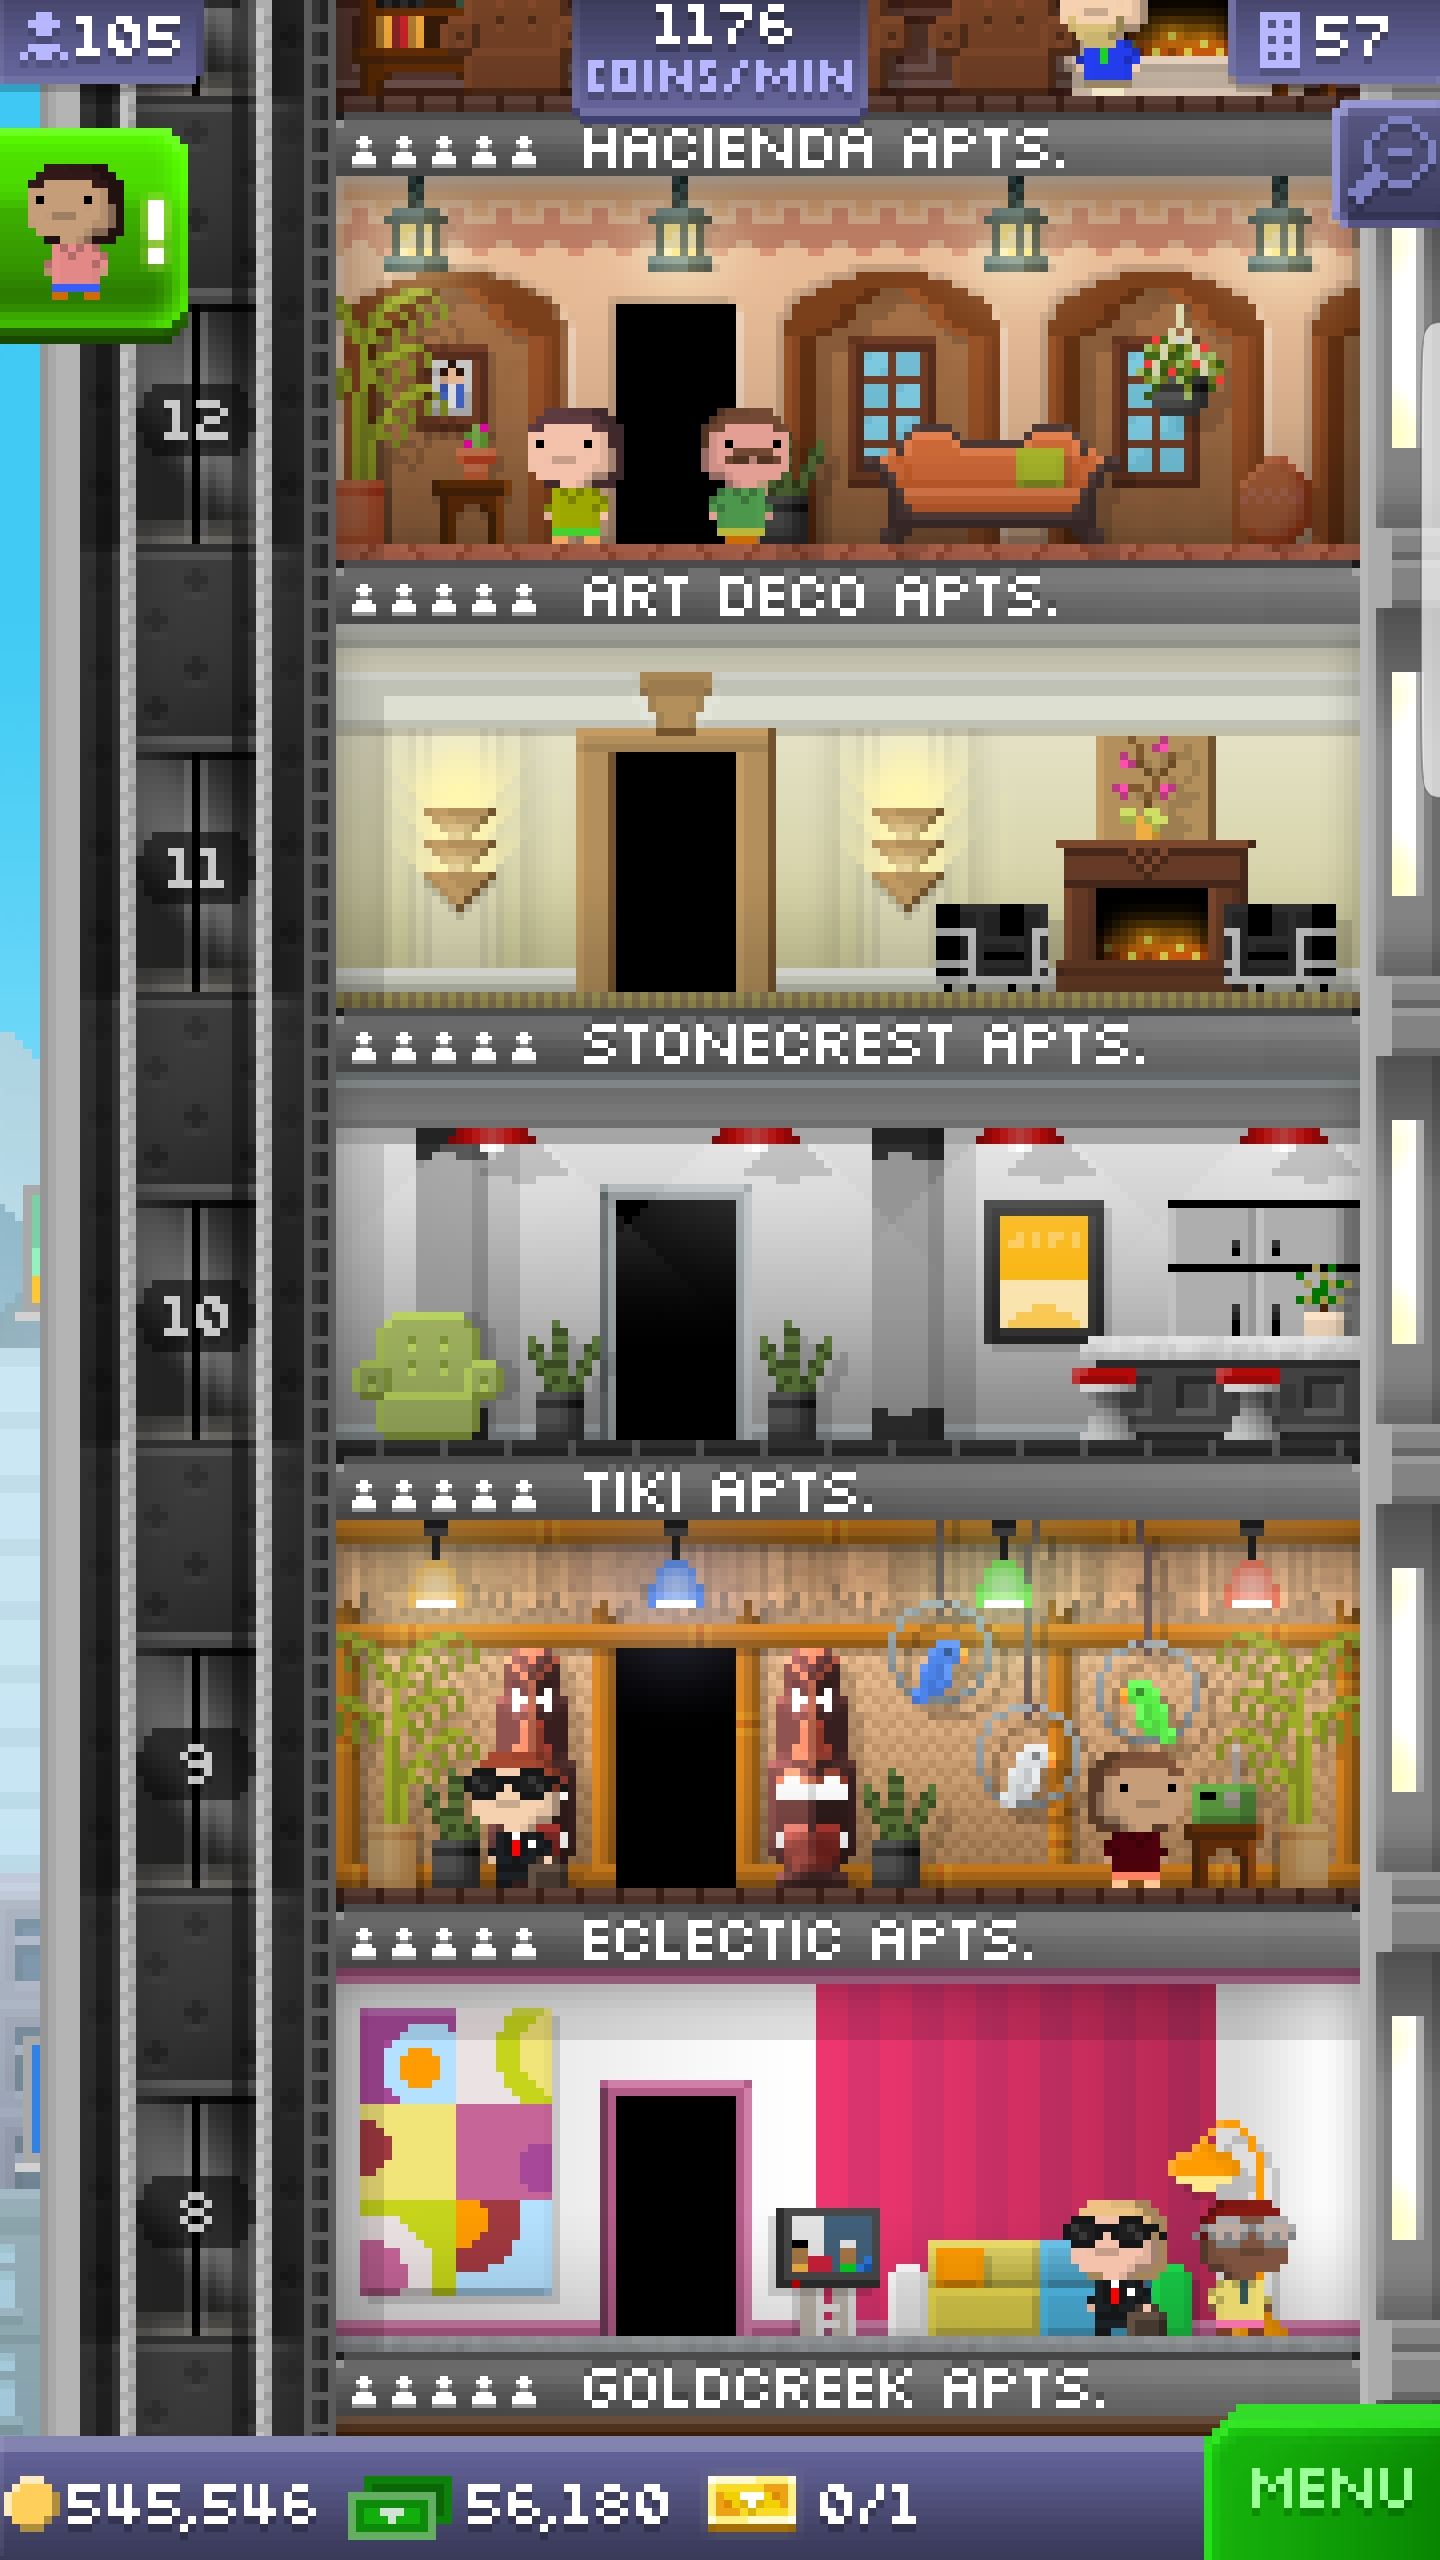 105
1176
COINS/MIN
57
HACIENDA APTS.
!
12
ART DECO APTS.
11
STONECREST APTS.
10
TIKI APTS.
9
ECLECTIC APTS.
8
GOLDCREEK APTS.
545,546
56,180
0/1
MENU